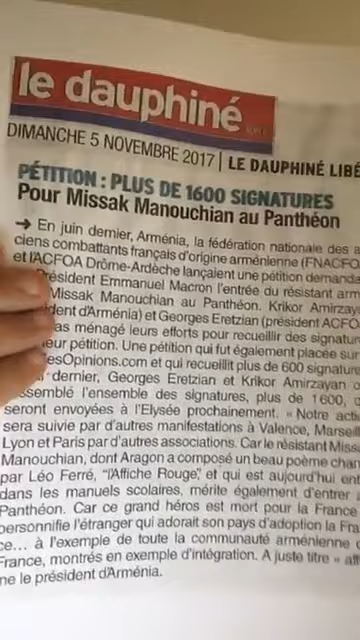 le dauphiné
DIMANCHE 5 NOVEMBRE 2017 | LE DAUPHINÉ LIBÉ
PÉTITION : PLUS DE 1600 SIGNATURES
Pour Missak Manouchian au Panthéon
➔ En juin dernier, Arménia, la fédération nationale des a
ciens combattants français d'origine arménienne (FNACFO
et l'ACFOA Drôme-Ardèche lançaient une pétition demanda
Président Emmanuel Macron l'entrée du résistant arm
Missak Manouchian au Panthéon. Krikor Amirzay
dent d'Arménia) et Georges Eretzian (président ACFO
as ménagé leurs efforts pour recueillir des signatur
eur pétition. Une pétition qui fut également placée sur
esOpinions.com et qui recueillit plus de 600 signature
dernier, Georges Eretzian et Krikor Amirzayan
ssemblé l'ensemble des signatures, plus de 1600, d
seront envoyées à l'Elysée prochainement. « Notre act
sera suivie par d'autres manifestations à Valence, Marseil
Lyon et Paris par d'autres associations. Car le résistant Miss
Manouchian, dont Aragon a composé un beau poème chan
par Léo Ferré, "l'Affiche Rouge", et qui est aujourd'hui ent
dans les manuels scolaires, mérite également d'entrer
Panthéon. Car ce grand héros est mort pour la France
personnifie l'étranger qui adorait son pays d'adoption la Fra
ce... à l'exemple de toute la communauté arménienne d
France, montrés en exemple d'intégration. A juste titre » aff
me le président d'Arménia.